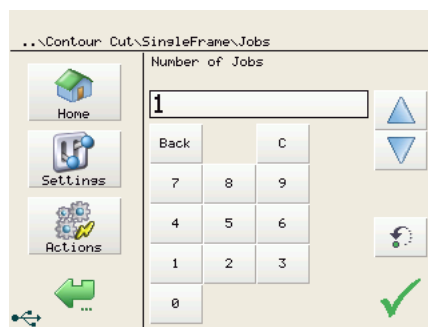 ..\Contour Cut\SingleFrame\Jobs
Number of Jobs
1
Home
Back
C
Settings
7
8
9
Actions
4
5
6
1
2
3
...
0